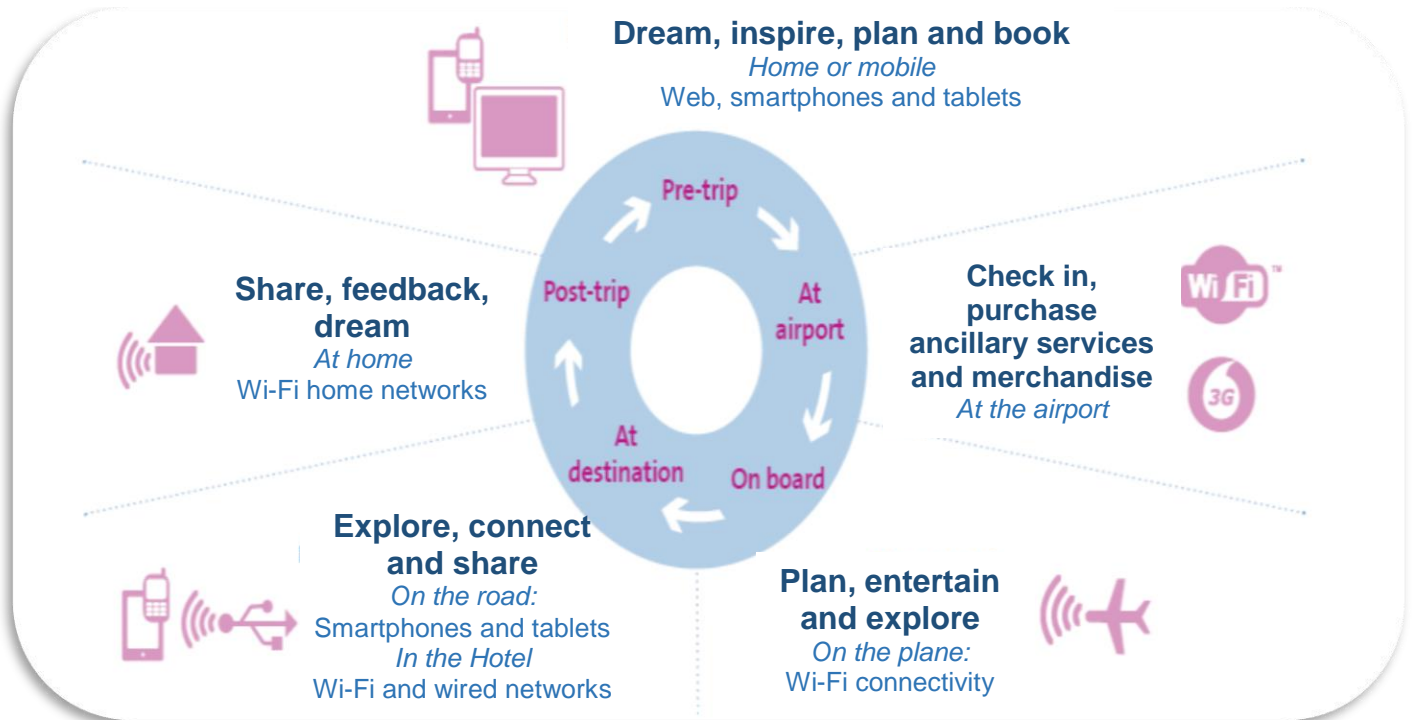 Dream, inspire, plan and book
Home or mobile
Web, smartphones and tablets
Pre-trip
At
airport
On board
At
destination
Post-trip
Check in,
purchase
ancillary services
and merchandise
At the airport
Wi Fi ™
3G
Plan, entertain
and explore
On the plane:
Wi-Fi connectivity
Explore, connect
and share
On the road:
Smartphones and tablets
In the Hotel
Wi-Fi and wired networks
Share, feedback,
dream
At home
Wi-Fi home networks